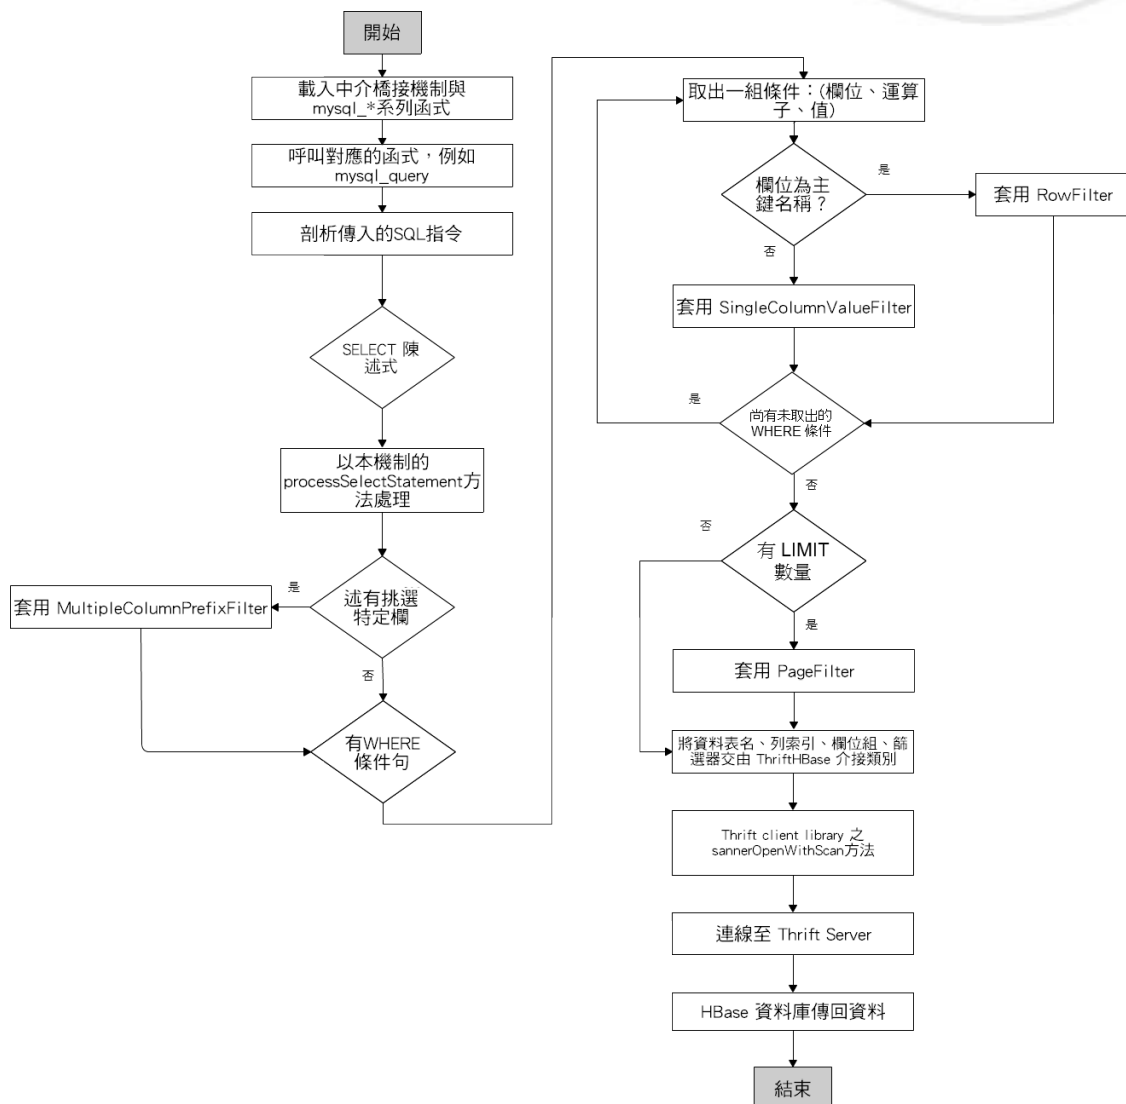 開始
載入中介橋接機制與
mysql_*系列函式
呼叫對應的函式，例如
mysql_query
剖析傳入的SQL指令
SELECT 陳
述式
以本機制的
processSelectStatement方
法處理
述有挑選
特定欄
是
套用 MultipleColumnPrefixFilter
否
有WHERE
條件句
取出一組條件：(欄位、運算
子、值)
欄位為主
鍵名稱？
是
套用 RowFilter
否
套用 SingleColumnValueFilter
尚有未取出的
WHERE 條件
是
否
有 LIMIT
數量
否
是
套用 PageFilter
將資料表名、列索引、欄位組、篩
選器交由 ThriftHBase 介接類別
Thrift client library 之
sannerOpenWithScan方法
連線至 Thrift Server
HBase 資料庫傳回資料
結束